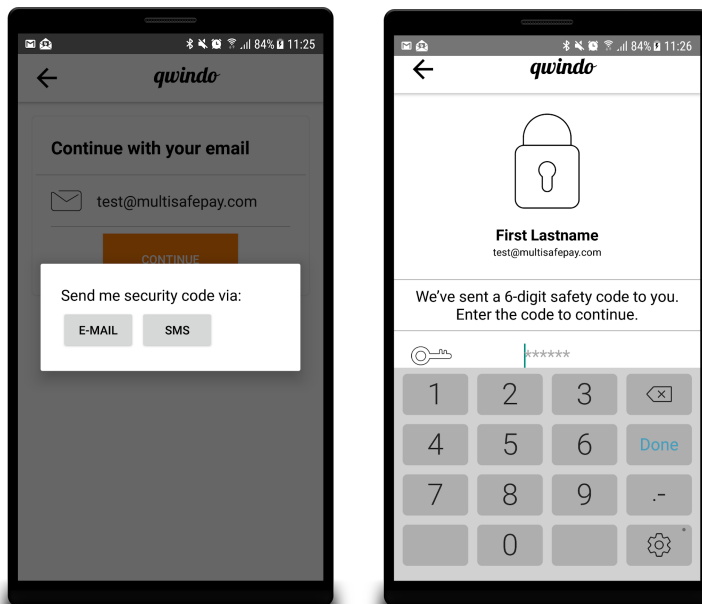 84% 11:25
qwindo
Continue with your email
test@multisafepay.com
CONTINUE
Send me security code via:
E-MAIL
SMS
84% 11:26
qwindo
First Lastname
test@multisafepay.com
We've sent a 6-digit safety code to you.
Enter the code to continue.
******
1 2 3
4 5 6 Done
7 8 9 .-
0